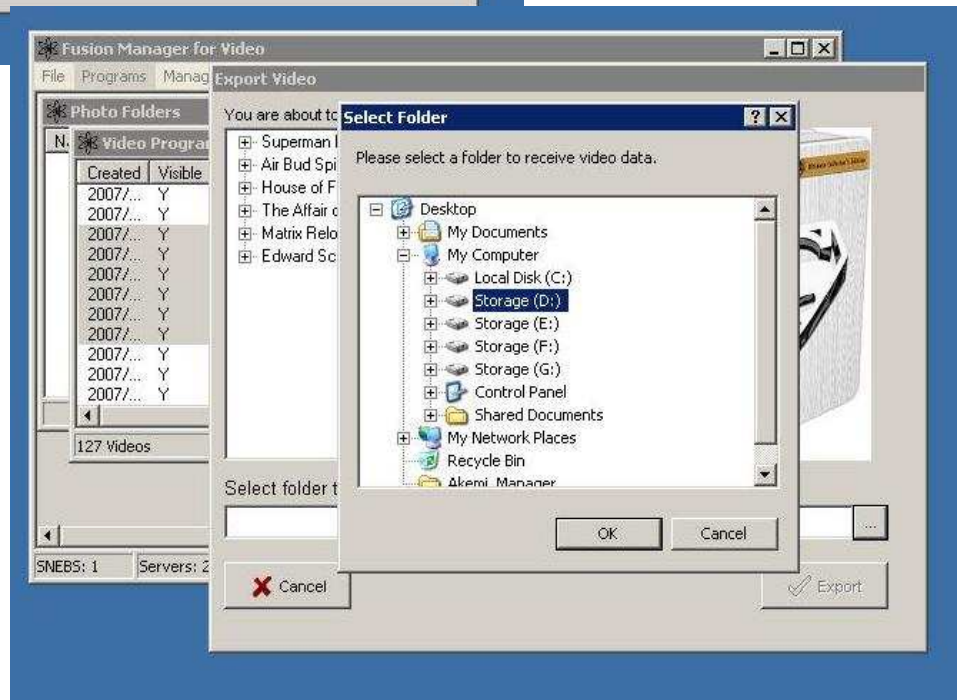 Fusion Manager for Video
File Programs Manag
Export Video
Photo Folders
You are about to
Select Folder
N.
Video Program
Superman
Please select a folder to receive video data.
Created Visible
Air Bud Spi
2007/... Y
House of F
2007/... Y
The Affair o
2007/... Y
Matrix Relo
2007/... Y
Edward Sc
2007/... Y
2007/... Y
2007/... Y
2007/... Y
2007/... Y
2007/... Y
2007/... Y
127 Videos
Desktop
My Documents
My Computer
Local Disk (C:)
Storage (D:)
Storage (E:)
Storage (F:)
Storage (G:)
Control Panel
Shared Documents
My Network Places
Recycle Bin
Akemi_Manager
Select folder t
...
OK Cancel
SNEBS: 1 Servers: 2
Cancel
Export